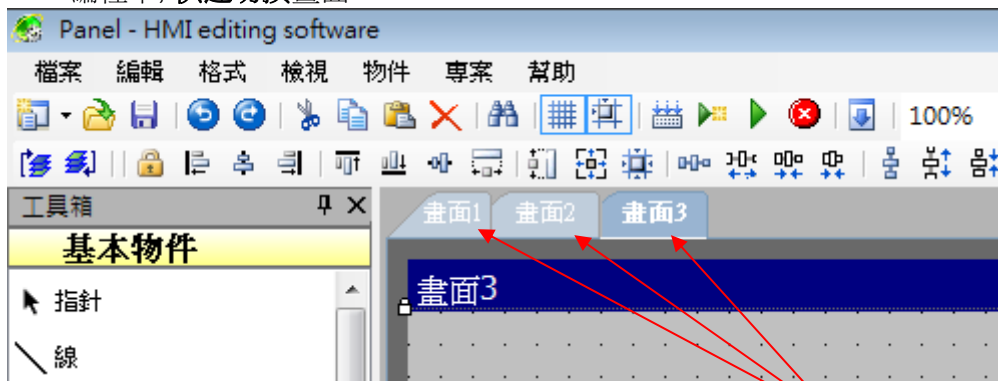 Panel - HMI editing software
檔案 編輯 格式 檢視 物件 專案 幫助
100%
工具箱
畫面1 畫面2 畫面3
基本物件
畫面3
指針
線